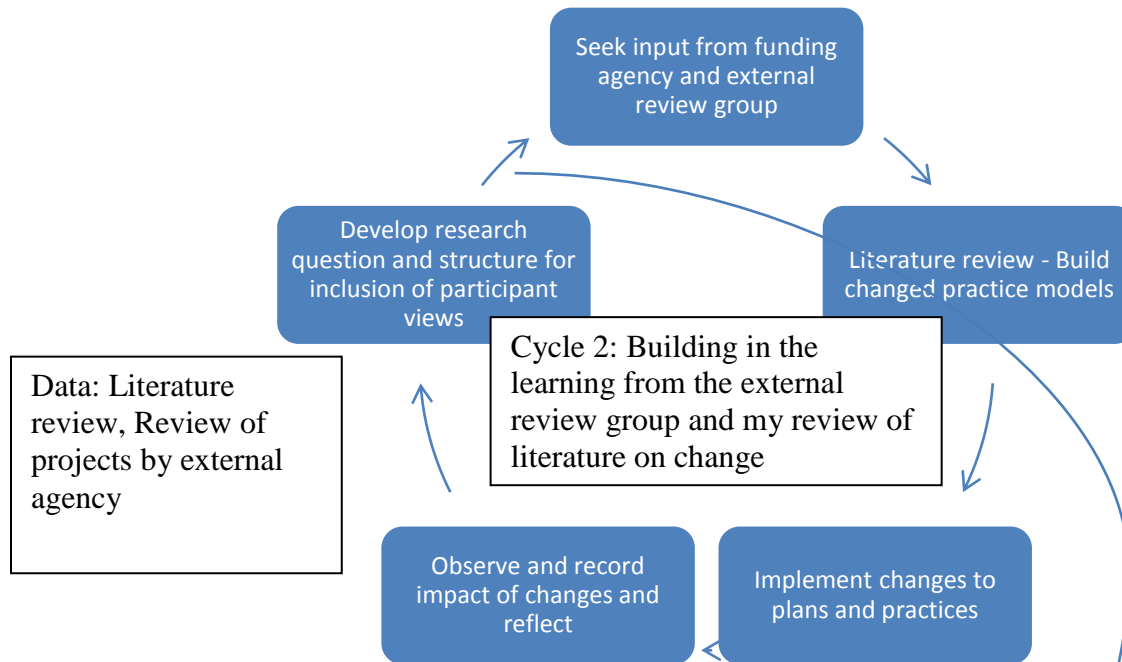 Seek input from funding
agency and external
review group
Develop research
question and structure for
inclusion of participant
views
Literature review - Build
changed practice models
Cycle 2: Building in the
learning from the external
review group and my review of
literature on change
Data: Literature
review, Review of
projects by external
agency
Observe and record
impact of changes and
reflect
Implement changes to
plans and practices